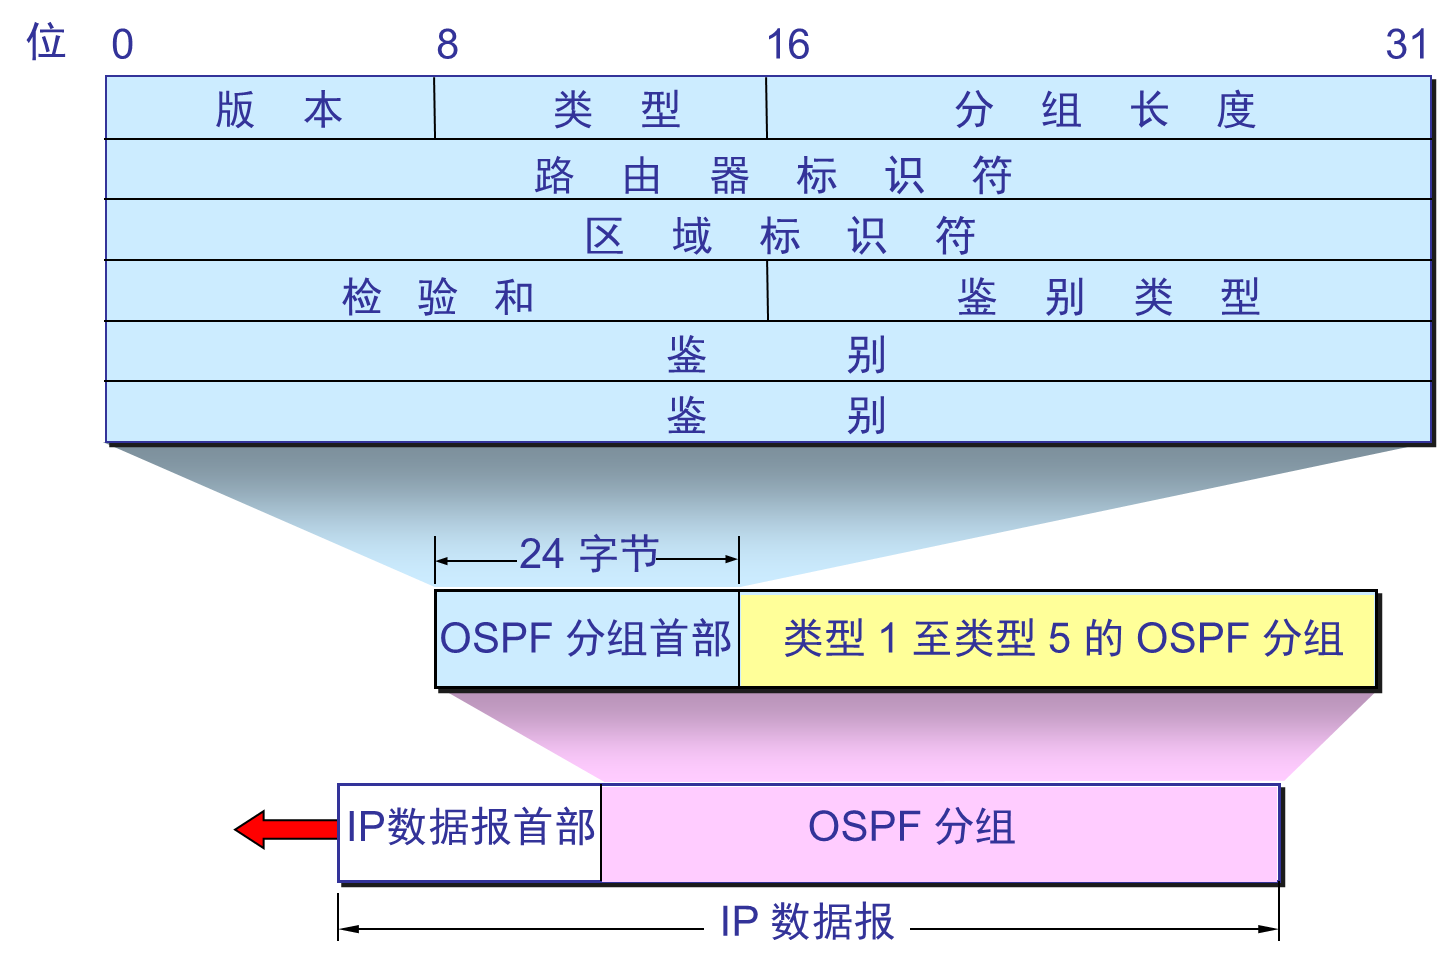 位 0 8 16 31
版本 类型 分组长度
路由器标识符
区域标识符
检验和 鉴别类型
鉴别
鉴别
24 字节
OSPF 分组首部 类型 1 至类型 5 的 OSPF 分组
IP数据报首部 OSPF 分组
IP 数据报